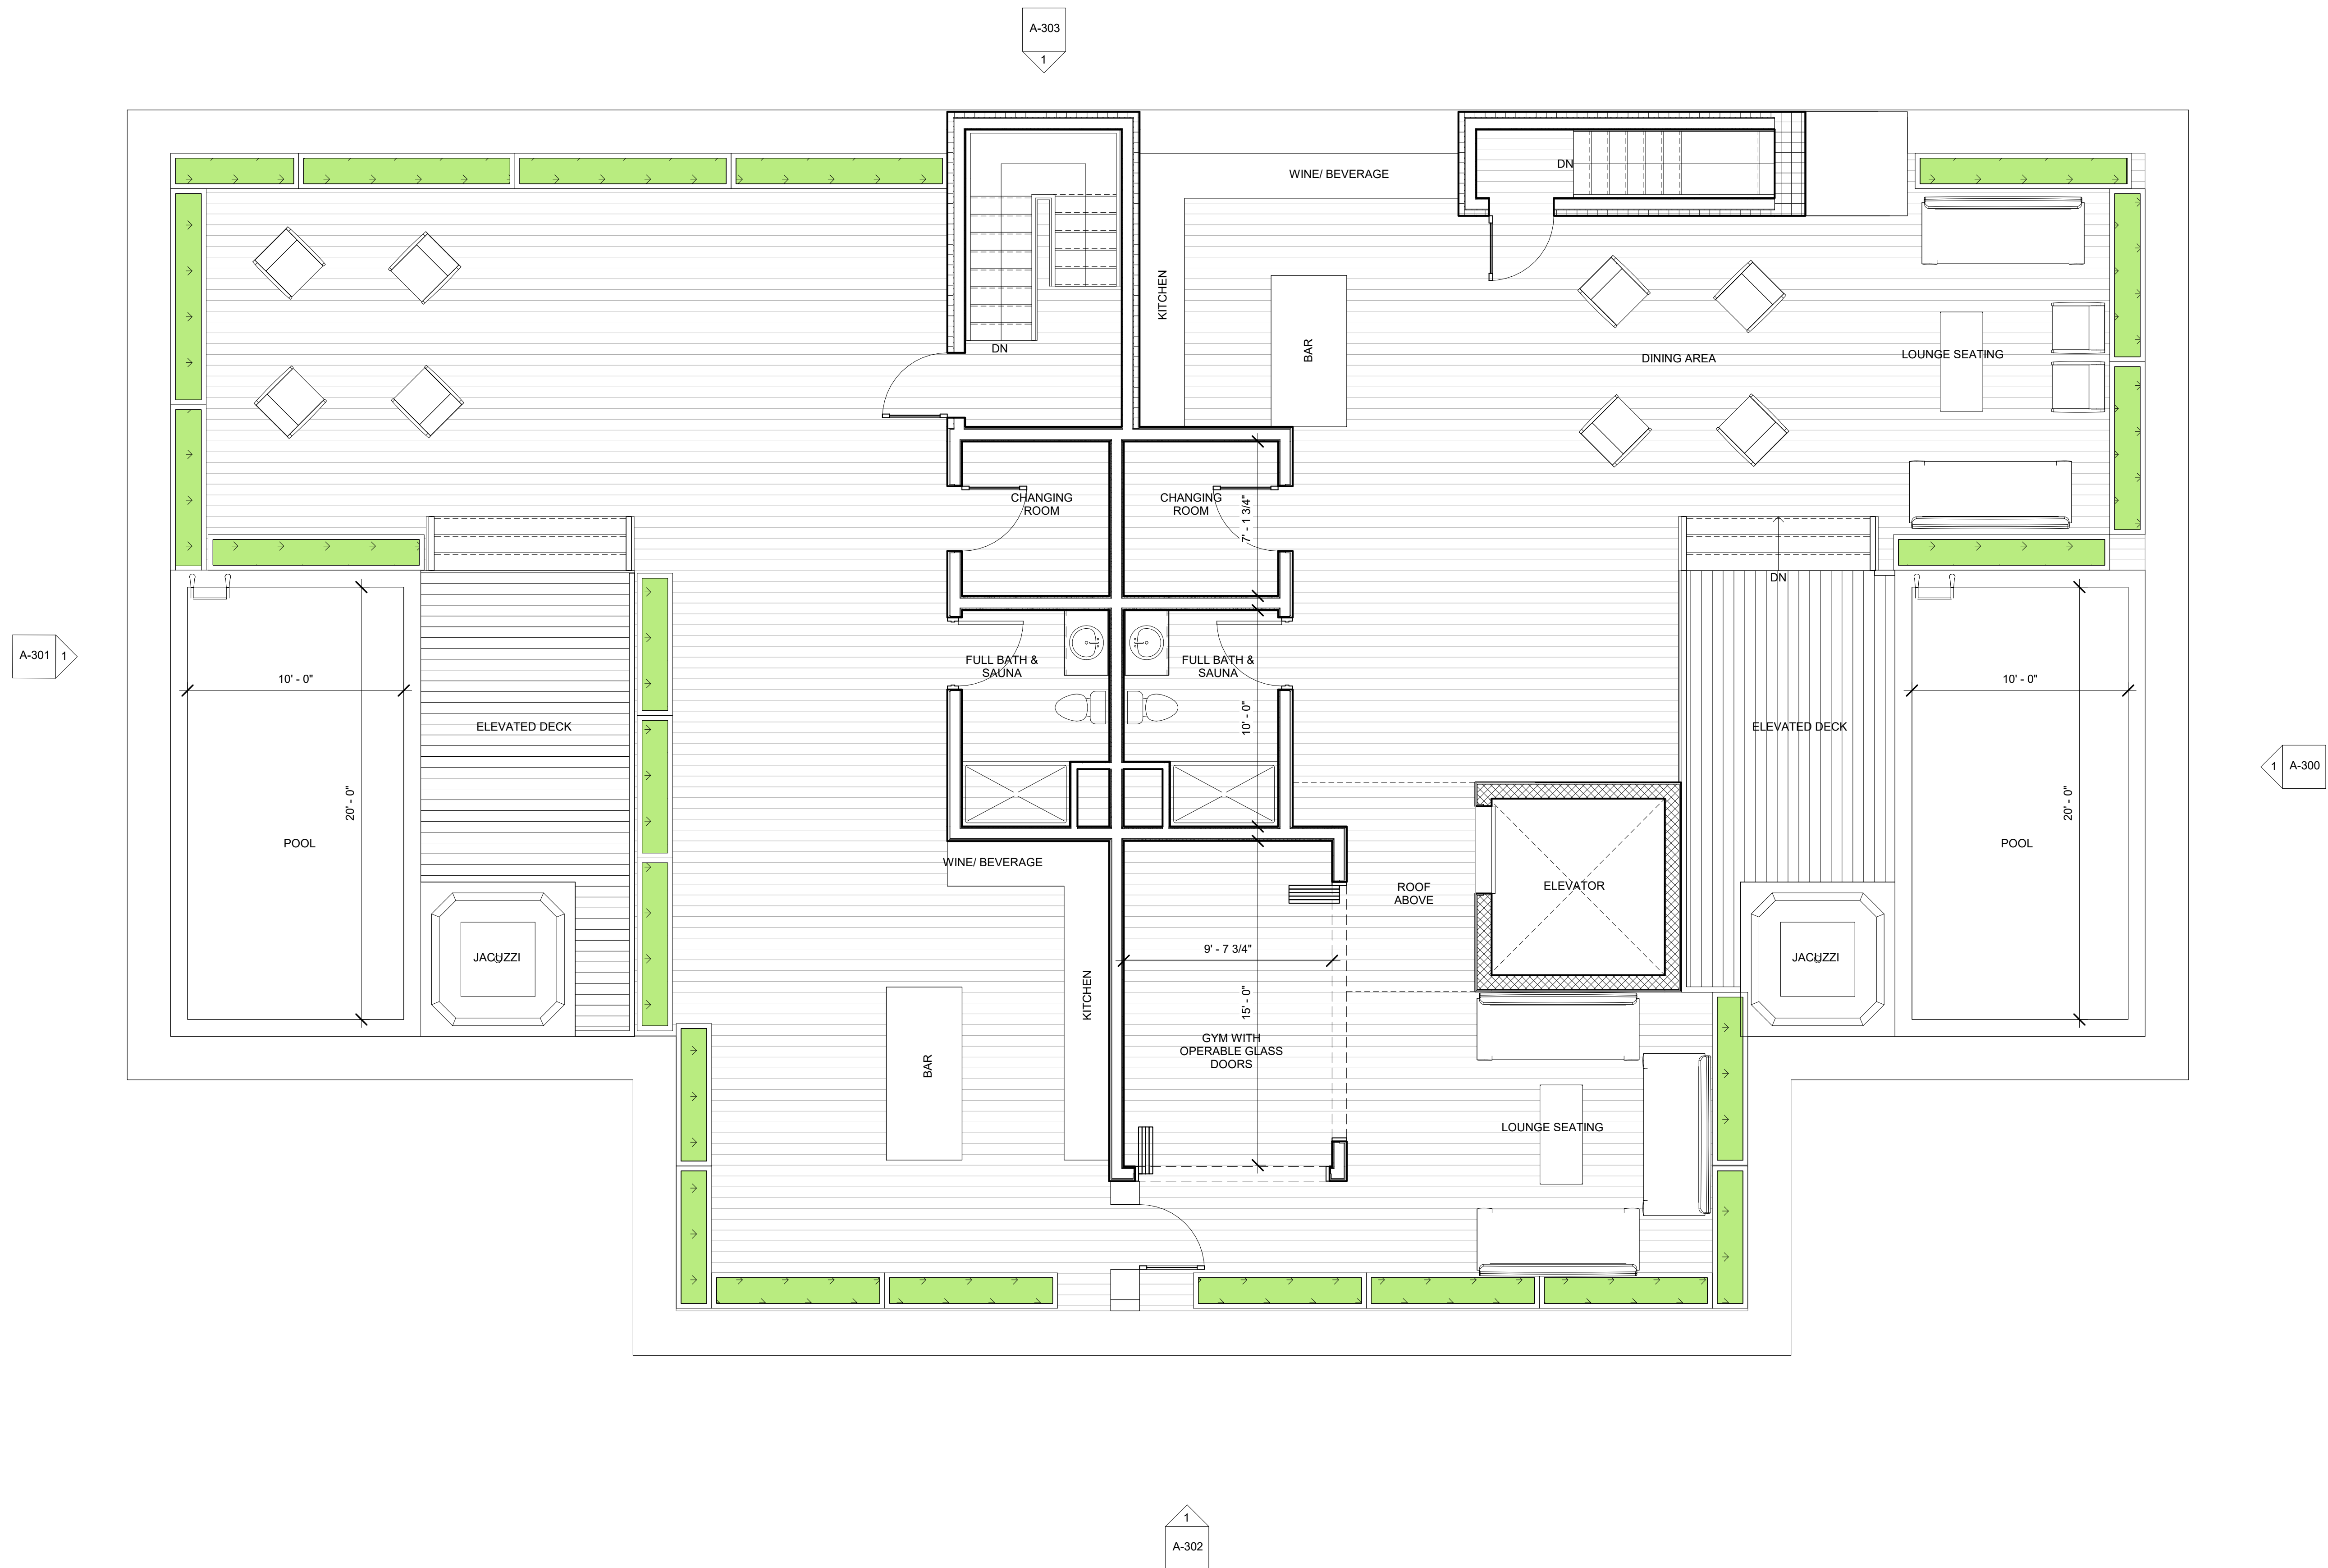 A-303
1
WINE/ BEVERAGE
DN
KITCHEN
BAR
DN
DINING AREA
LOUNGE SEATING
CHANGING
ROOM
CHANGING
ROOM
7' - 1 3/4"
DN
A-301
1
10' - 0"
FULL BATH &
SAUNA
FULL BATH &
SAUNA
10' - 0"
10' - 0"
ELEVATED DECK
ELEVATED DECK
1
A-300
20' - 0"
20' - 0"
POOL
POOL
WINE/ BEVERAGE
ROOF
ABOVE
ELEVATOR
JACUZZI
9' - 7 3/4"
JACUZZI
KITCHEN
15' - 0"
BAR
GYM WITH
OPERABLE GLASS
DOORS
LOUNGE SEATING
1
A-302